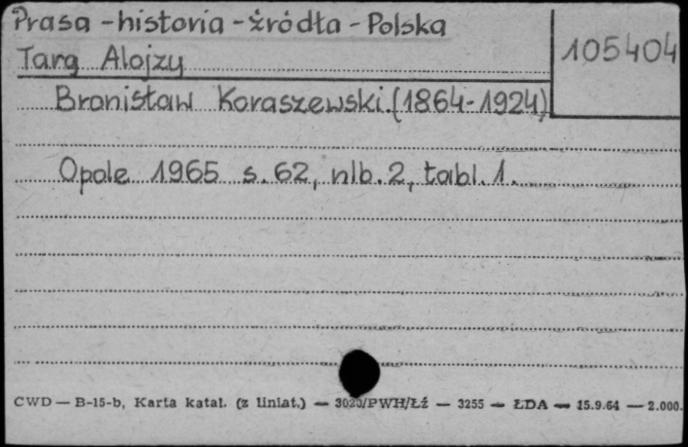 Prasa - historia - źródła - Polska
105404
Targ Alojzy
Bronisław Koraszewski (1864-1924)
Opole 1965 s. 62, nlb. 2, tabl. 1.
CWD — B-15-b, Karta katal. (z liniat.) — 3020/PWH/Łź — 3255 — ŁDA — 15.9.64 — 2.000.